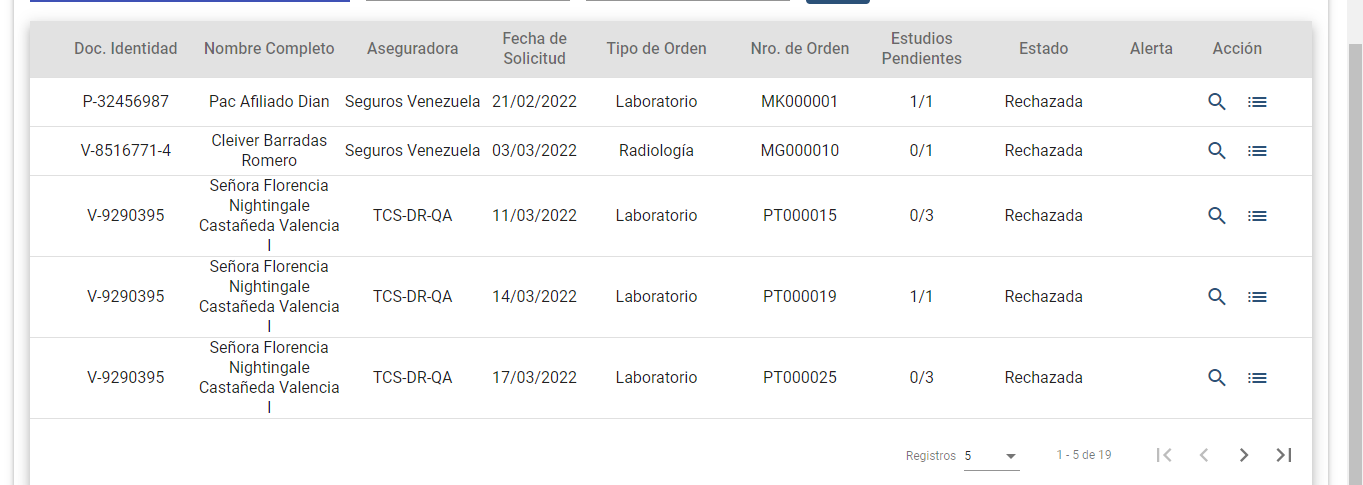 Doc. Identidad Nombre Completo Aseguradora Fecha de Solicitud Tipo de Orden Nro. de Orden Estudios Pendientes Estado Alerta Acción
P-32456987 Pac Afiliado Dian Seguros Venezuela 21/02/2022 Laboratorio MK000001 1/1 Rechazada
V-8516771-4 Cleiver Barradas Romero Seguros Venezuela 03/03/2022 Radiología MG000010 0/1 Rechazada
V-9290395 Señora Florencia Nightingale Castañeda Valencia I TCS-DR-QA 11/03/2022 Laboratorio PT000015 0/3 Rechazada
V-9290395 Señora Florencia Nightingale Castañeda Valencia I TCS-DR-QA 14/03/2022 Laboratorio PT000019 1/1 Rechazada
V-9290395 Señora Florencia Nightingale Castañeda Valencia I TCS-DR-QA 17/03/2022 Laboratorio PT000025 0/3 Rechazada
Registros 5 1 - 5 de 19